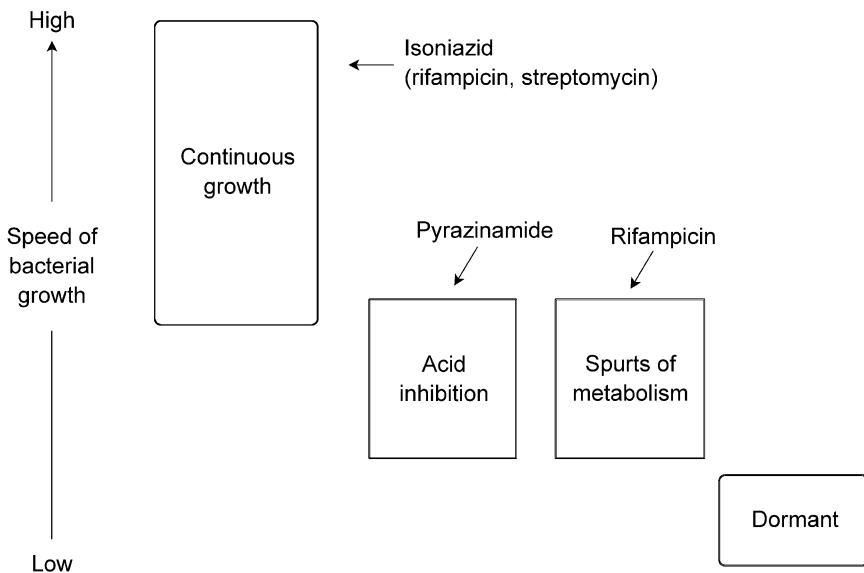 High
Isoniazid
(rifampicin, streptomycin)
Continuous
growth
Speed of
bacterial
growth
Pyrazinamide
Rifampicin
Acid
inhibition
Spurts of
metabolism
Dormant
Low